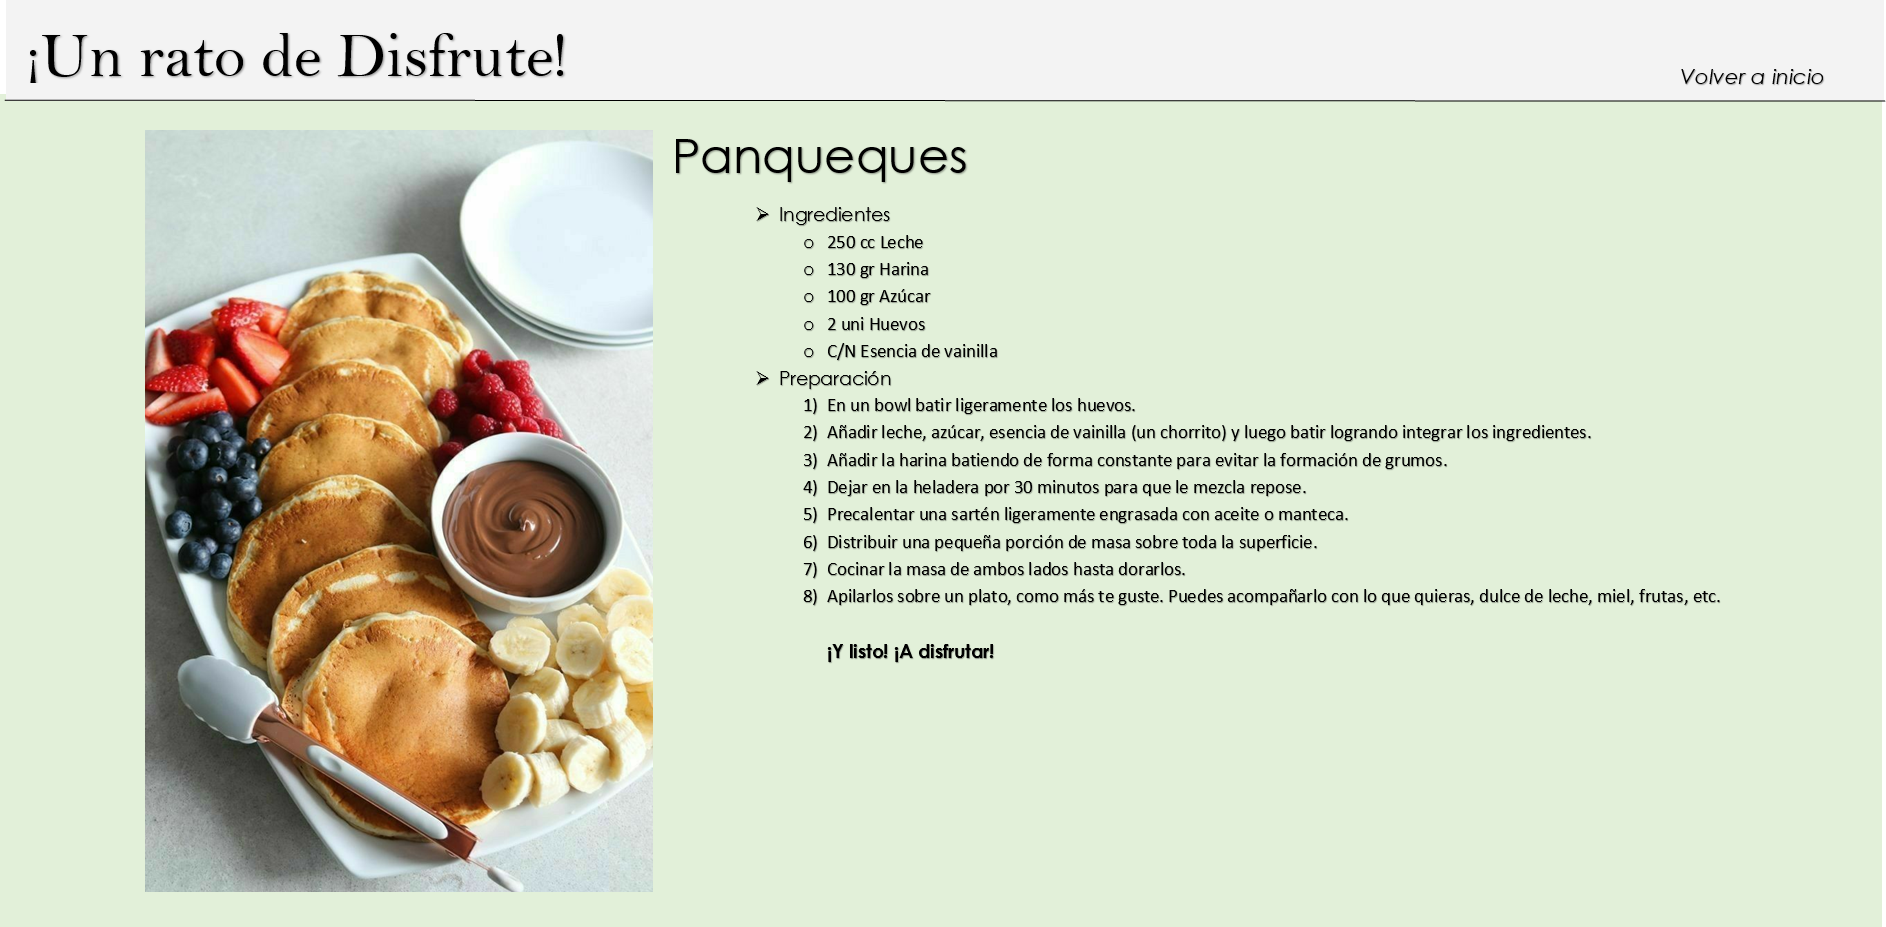 ¡Un rato de Disfrute!
Volver a inicio
Panqueques
➢ Ingredientes
o 250 cc Leche
o 130 gr Harina
o 100 gr Azúcar
o 2 uni Huevos
o C/N Esencia de vainilla
➢ Preparación
1) En un bowl batir ligeramente los huevos.
2) Añadir leche, azúcar, esencia de vainilla (un chorrito) y luego batir logrando integrar los ingredientes.
3) Añadir la harina batiendo de forma constante para evitar la formación de grumos.
4) Dejar en la heladera por 30 minutos para que le mezcla repose.
5) Precalentar una sartén ligeramente engrasada con aceite o manteca.
6) Distribuir una pequeña porción de masa sobre toda la superficie.
7) Cocinar la masa de ambos lados hasta dorarlos.
8) Apilarlos sobre un plato, como más te guste. Puedes acompañarlo con lo que quieras, dulce de leche, miel, frutas, etc.
¡Y listo! ¡A disfrutar!